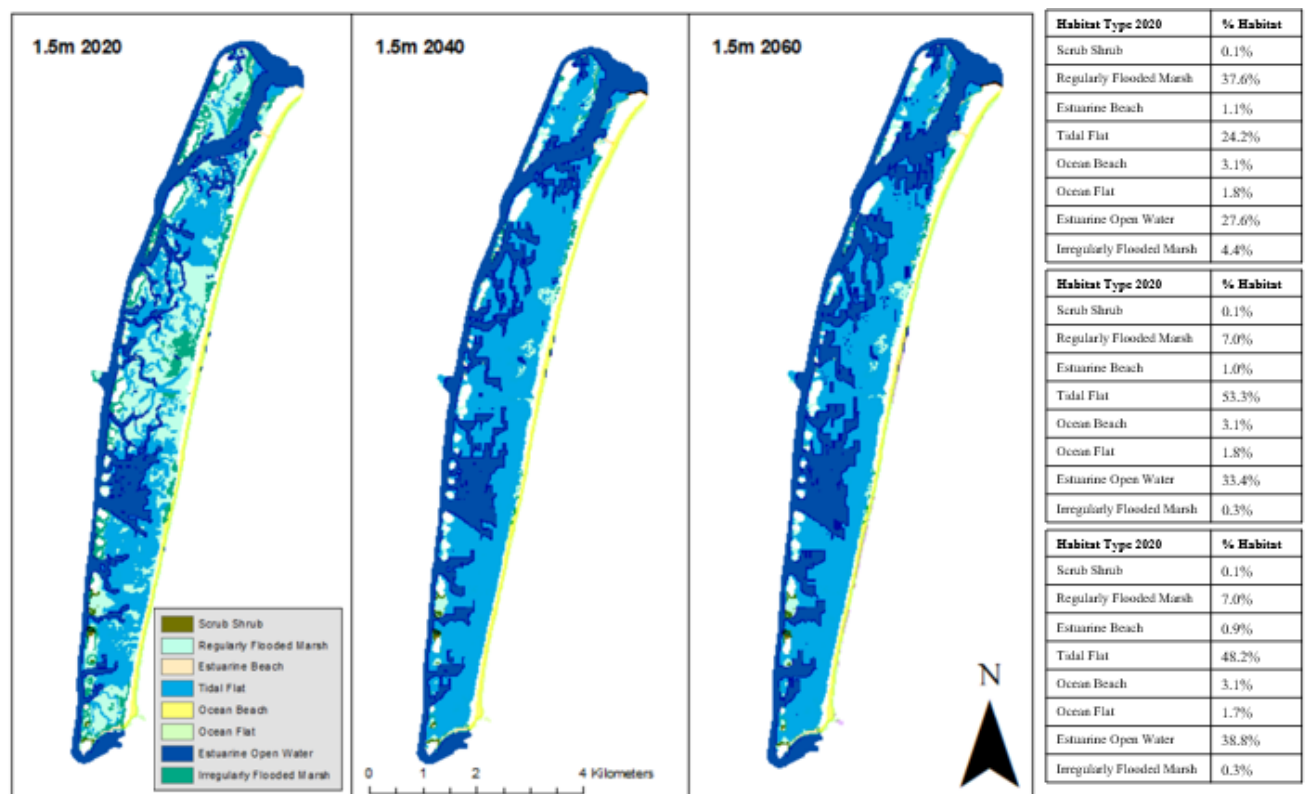 1.5m 2020
1.5m 2040
1.5m 2060
Scrub Shrub
Regularly Flooded Marsh
Estuarine Beach
Tidal Flat
Ocean Beach
Ocean Flat
Estuarine Open Water
Irregularly Flooded Marsh
0 1 2 4 Kilometers
N
Habitat Type 2020 % Habitat
Scrub Shrub 0.1%
Regularly Flooded Marsh 37.6%
Estuarine Beach 1.1%
Tidal Flat 24.2%
Ocean Beach 3.1%
Ocean Flat 1.8%
Estuarine Open Water 27.6%
Irregularly Flooded Marsh 4.4%
Habitat Type 2020 % Habitat
Scrub Shrub 0.1%
Regularly Flooded Marsh 7.0%
Estuarine Beach 1.0%
Tidal Flat 53.3%
Ocean Beach 3.1%
Ocean Flat 1.8%
Estuarine Open Water 33.4%
Irregularly Flooded Marsh 0.3%
Habitat Type 2020 % Habitat
Scrub Shrub 0.1%
Regularly Flooded Marsh 7.0%
Estuarine Beach 0.9%
Tidal Flat 48.2%
Ocean Beach 3.1%
Ocean Flat 1.7%
Estuarine Open Water 38.8%
Irregularly Flooded Marsh 0.3%